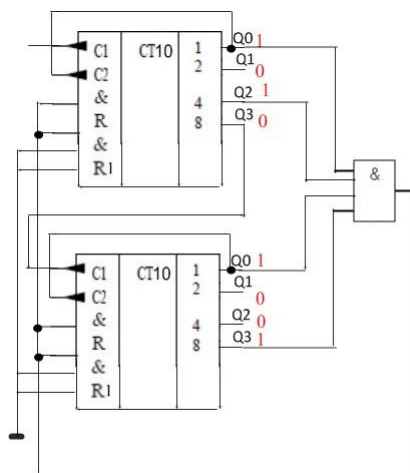 C1 CT10 1 Q0 1
C2 2 Q1 0
& 4 Q2 1
R 8 Q3 0
&
R1
&
C1 CT10 1 Q0 1
C2 2 Q1 0
& 4 Q2 0
R 8 Q3 1
&
R1